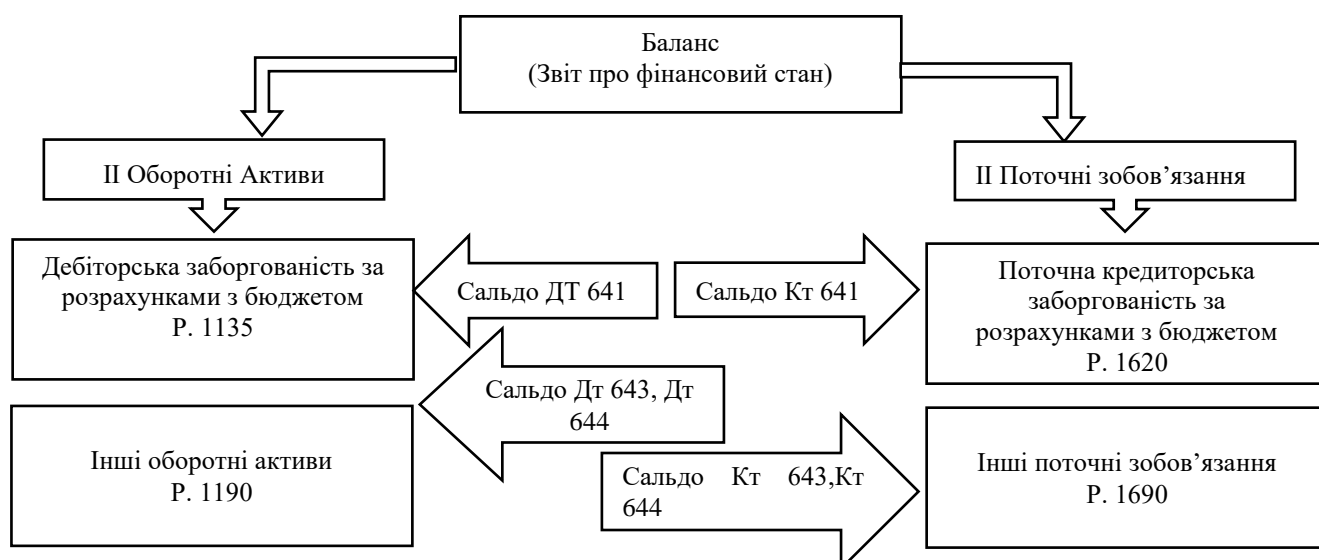 Баланс
(Звіт про фінансовий стан)
ІІ Оборотні Активи
ІІ Поточні зобов’язання
Дебіторська заборгованість за
розрахунками з бюджетом
Р. 1135
Сальдо ДТ 641
Сальдо Кт 641
Поточна кредиторська
заборгованість за
розрахунками з бюджетом
Р. 1620
Сальдо Дт 643, Дт
644
Інші оборотні активи
Р. 1190
Сальдо Кт 643,Кт
644
Інші поточні зобов’язання
Р. 1690